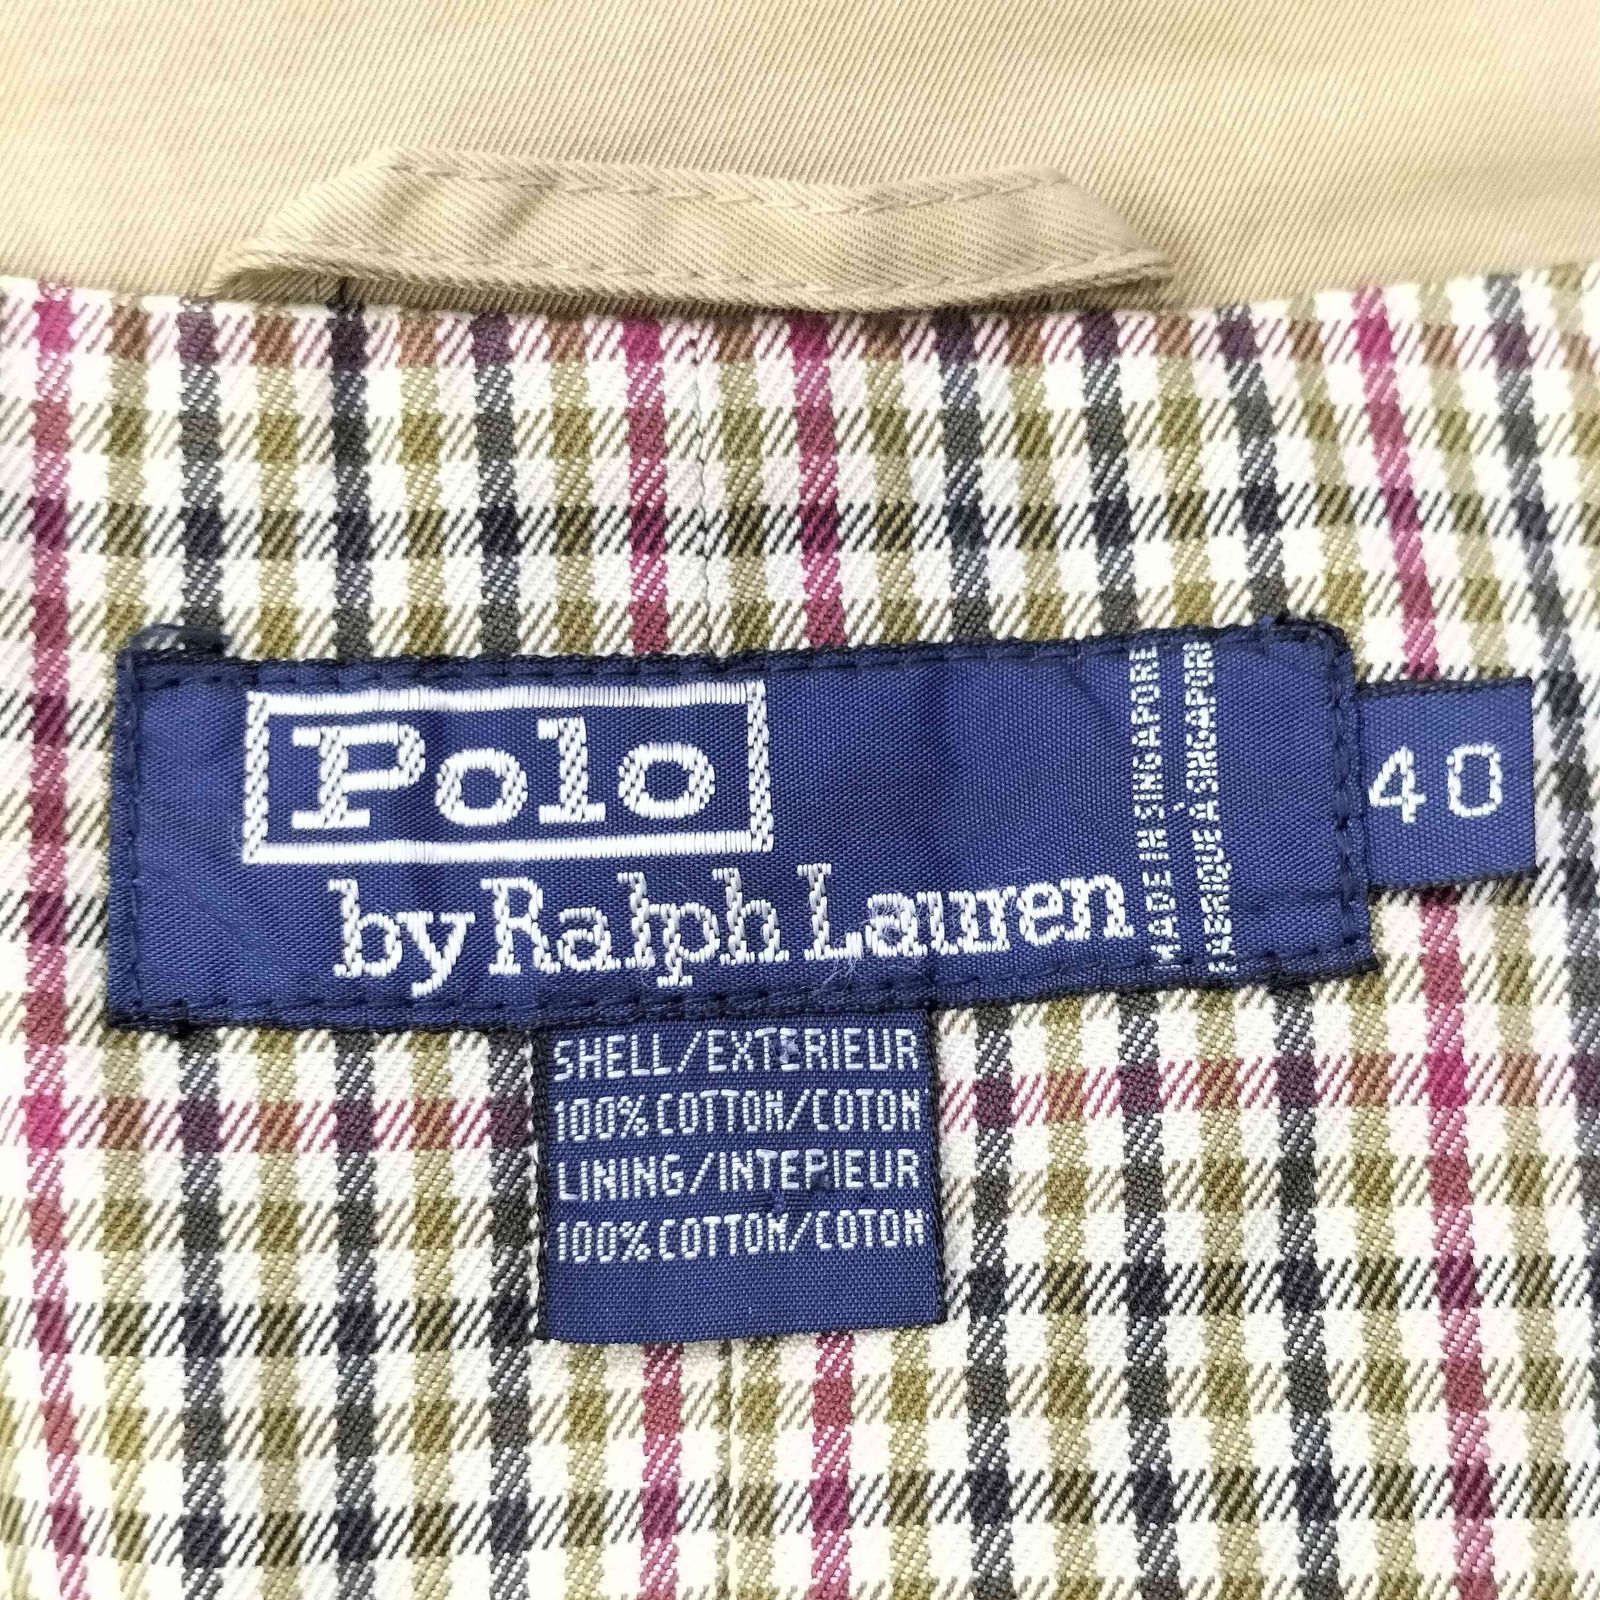 Polo
by Ralph Lauren
MADE IN SINGAPORE
FABRIQUÉ À SINGAPOUR
40
SHELL/EXTERIEUR
100% COTTON/COTON
LINING/INTERIEUR
100% COTTON/COTON